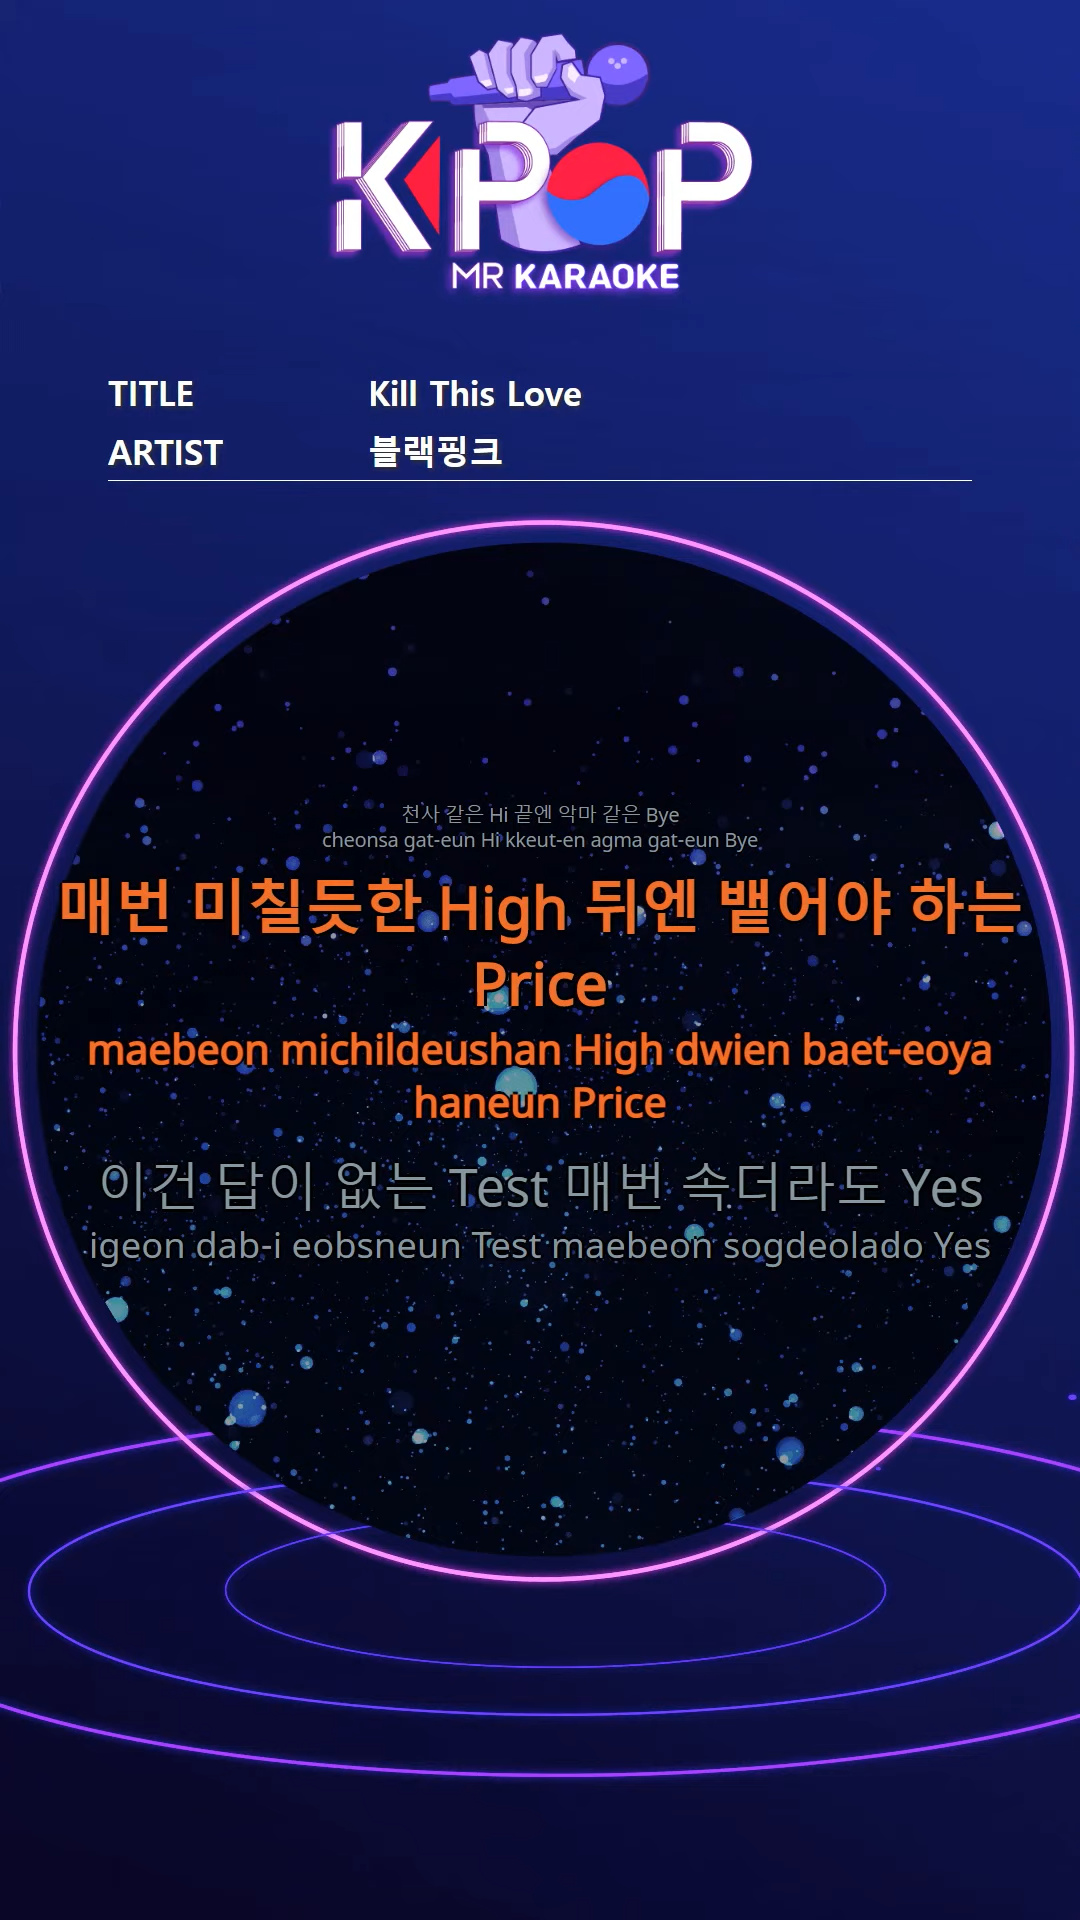 KPOP
MR KARAOKE
TITLE Kill This Love
ARTIST 블랙핑크
천사 같은 Hi 끝엔 악마 같은 Bye
cheonsa gat-eun Hi kkeut-en agma gat-eun Bye
매번 미칠듯한 High 뒤엔 뱉어야 하는
Price
maebeon michildeushan High dwien baet-eoya
haneun Price
이건 답이 없는 Test 매번 속더라도 Yes
igeon dab-i eobsneun Test maebeon sogdeolado Yes